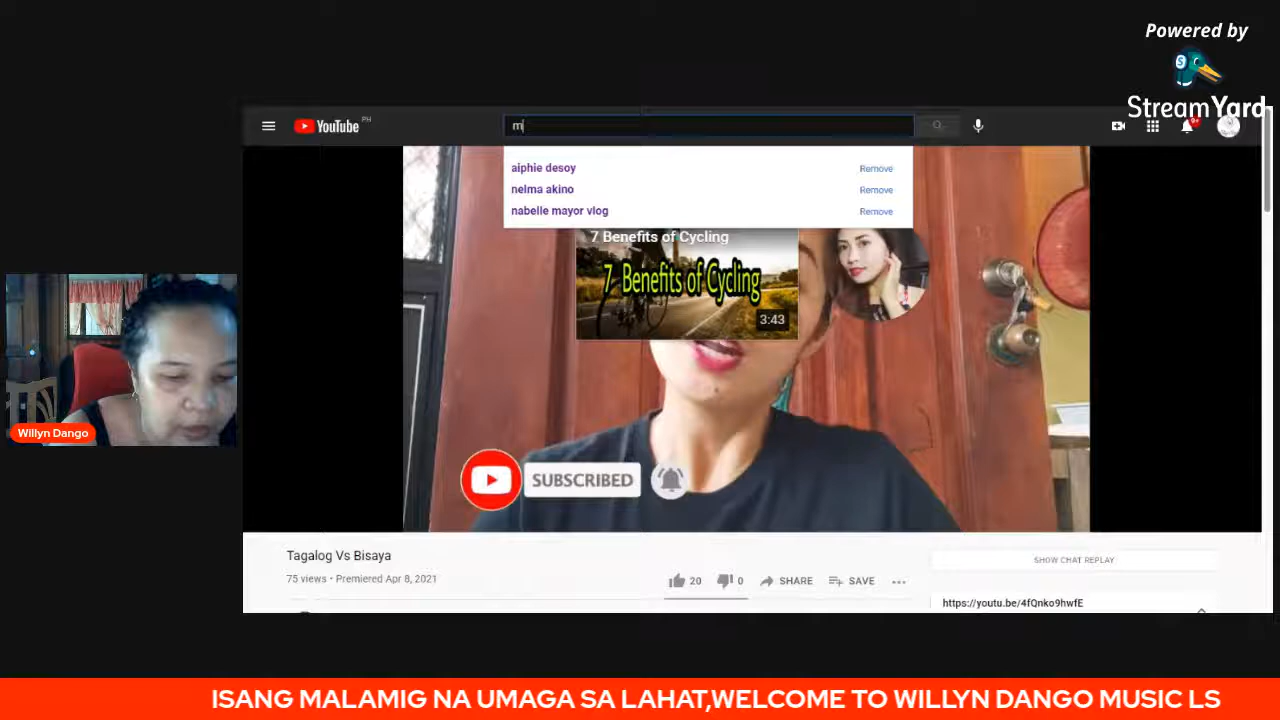 Powered by
StreamYard
YouTube PH
m
9+
aiphie desoy Remove
nelma akino Remove
nabelle mayor vlog Remove
7 Benefits of Cycling
7 Benefits of Cycling
3:43
Willyn Dango
SUBSCRIBED
Tagalog Vs Bisaya
75 views • Premiered Apr 8, 2021
20 0 SHARE SAVE
SHOW CHAT REPLAY
https://youtu.be/4fQnko9hwfE
ISANG MALAMIG NA UMAGA SA LAHAT,WELCOME TO WILLYN DANGO MUSIC LS